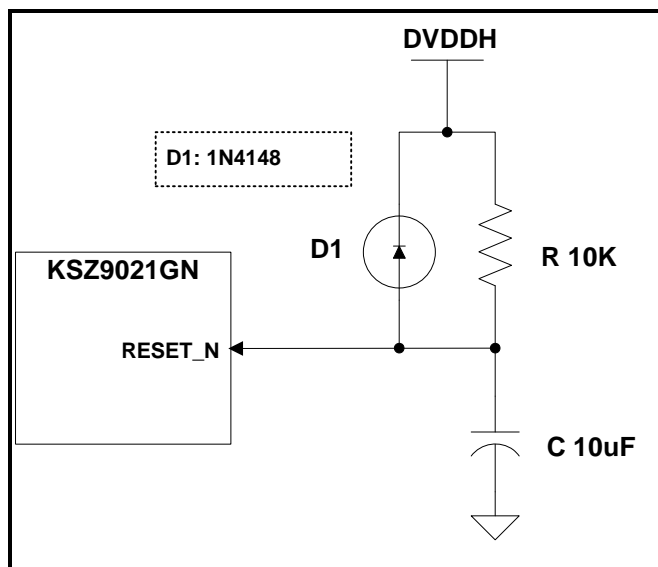 DVDDH
D1: 1N4148
D1
R 10K
KSZ9021GN
RESET_N
C 10uF